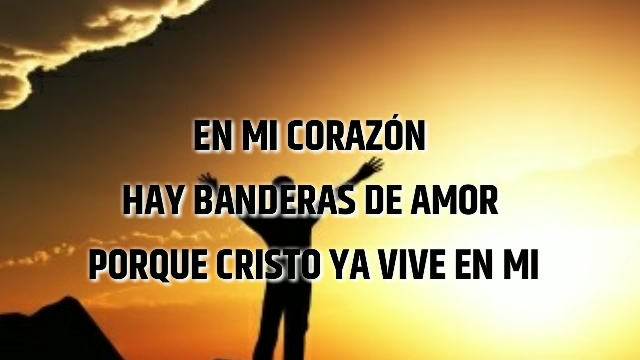 EN MI CORAZÓN
HAY BANDERAS DE AMOR
PORQUE CRISTO YA VIVE EN MI